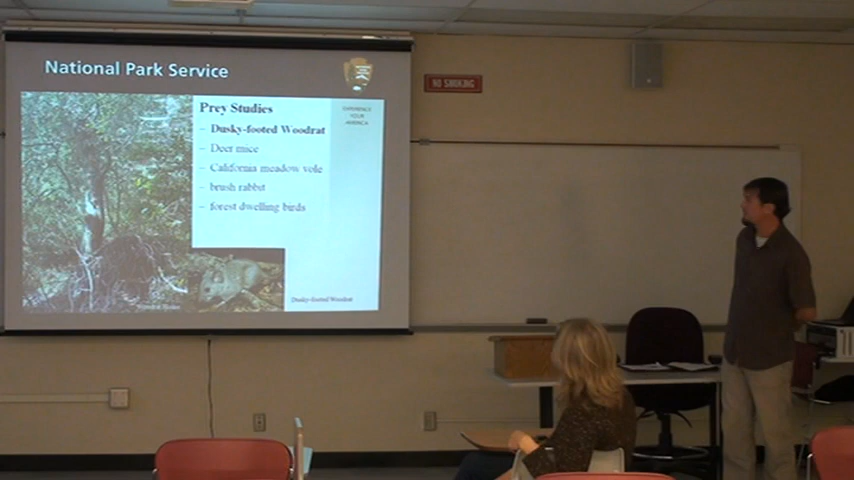 National Park Service
NO SMOKING
EXPERIENCE
YOUR
AMERICA
Prey Studies
– Dusky-footed Woodrat
– Deer mice
– California meadow vole
– brush rabbit
– forest dwelling birds
Dusky-footed Woodrat